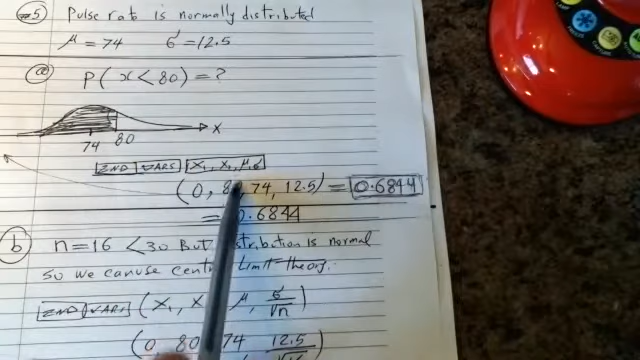 #5 Pulse rate is normally distributed
μ = 74 σ = 12.5
a P(x < 80) = ?
74 80 x
2ND VARS x₁, x₂, μ, σ
(0, 80, 74, 12.5) = 0.6844
= 0.6844
b n = 16 < 30 But distribution is normal
so we can use central limit theory.
2ND VARS (x₁, x μ, σ/√n)
(0 80 74 12.5